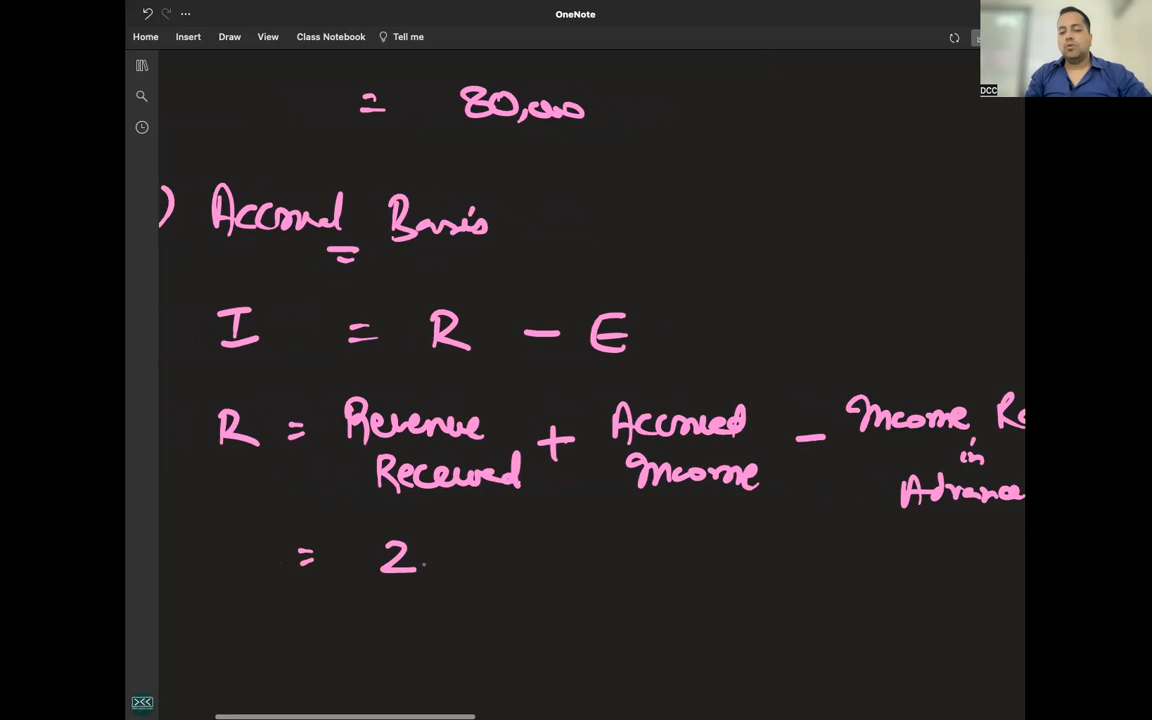 OneNote
Home Insert Draw View Class Notebook Tell me
DCC
= 80,000
) Accrual Basis
I = R - E
R = Revenue Received + Accrued Income - Income Re in Advance
= 2